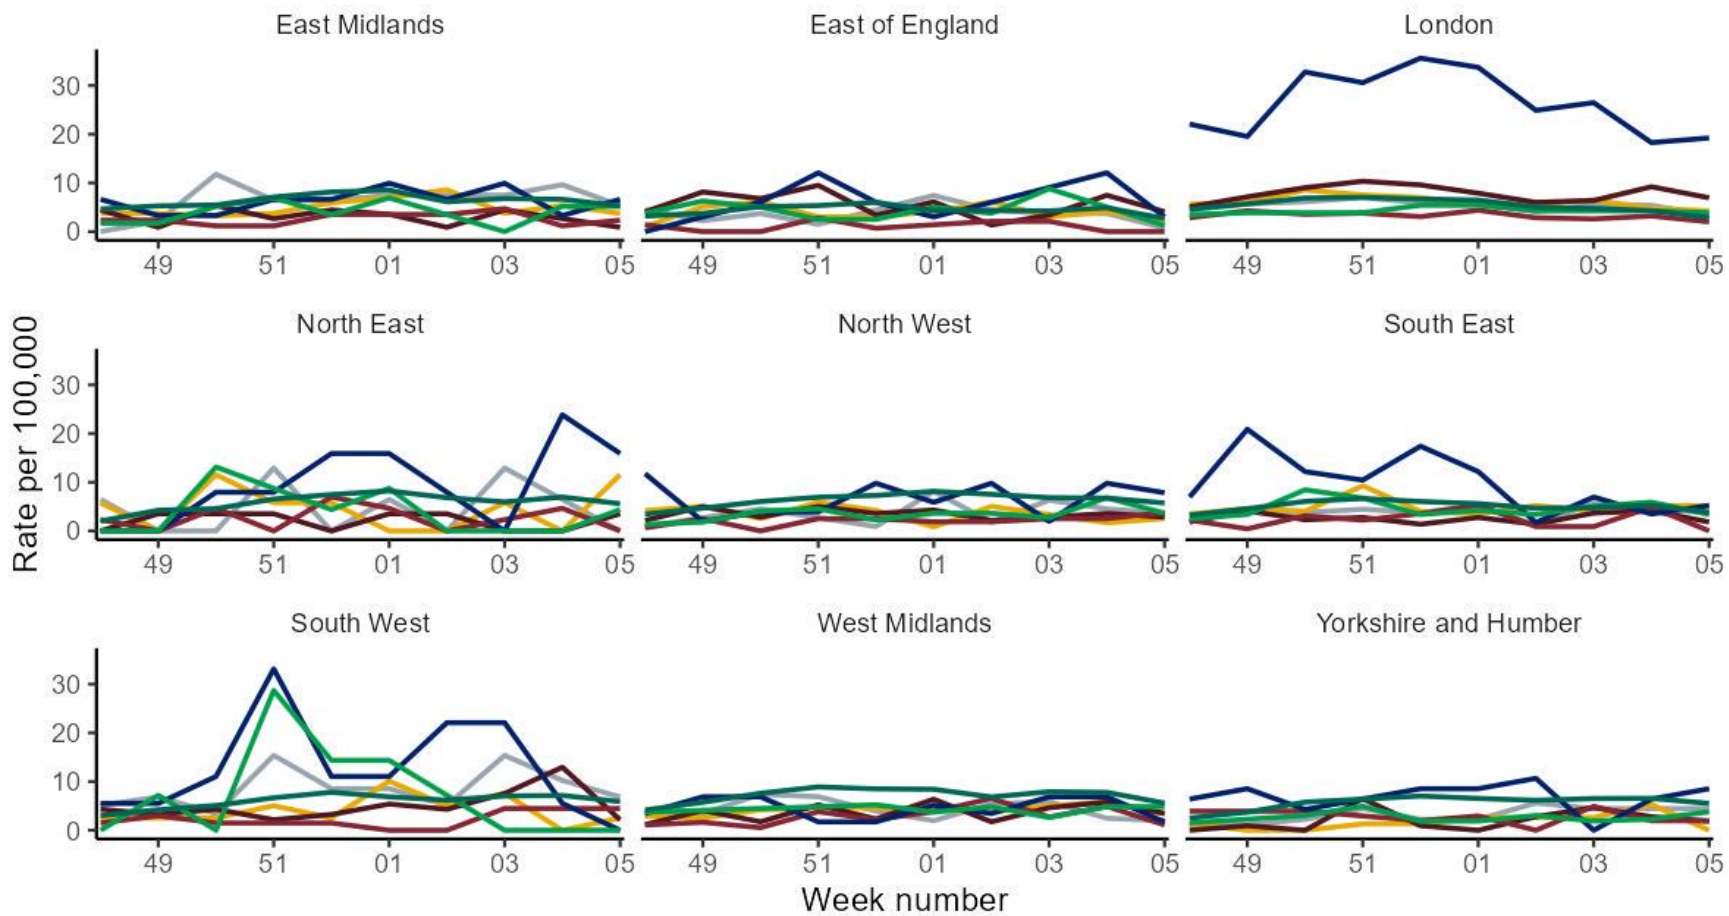 East Midlands
East of England
London
30
20
10
0
49 51 01 03 05
49 51 01 03 05
49 51 01 03 05
North East
North West
South East
30
20
10
0
49 51 01 03 05
49 51 01 03 05
49 51 01 03 05
South West
West Midlands
Yorkshire and Humber
30
20
10
0
49 51 01 03 05
49 51 01 03 05
49 51 01 03 05
Rate per 100,000
Week number